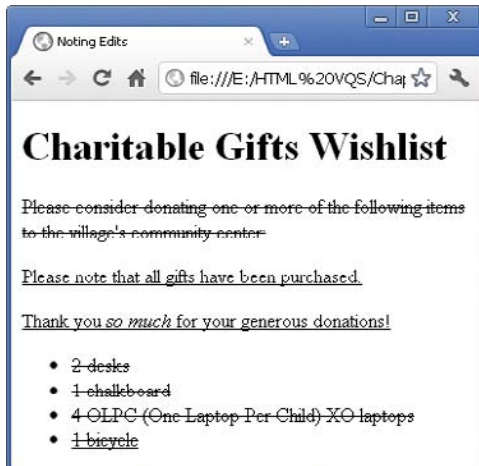 Noting Edits
file:///E:/HTML%20VQS/Chap
Charitable Gifts Wishlist
Please consider donating one or more of the following items
to the village's community center:
Please note that all gifts have been purchased.
Thank you so much for your generous donations!
• 2 desks
• 1 chalkboard
• 4 OLPC (One Laptop Per Child) XO laptops
• 1 bicycle